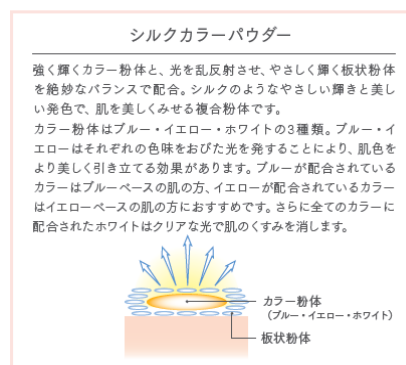 シルクカラーパウダー
強く輝くカラー粉体と、光を乱反射させ、やさしく輝く板状粉体
を絶妙なバランスで配合。シルクのようなやさしい輝きと美し
い発色で、肌を美しくみせる複合粉体です。
カラー粉体はブルー・イエロー・ホワイトの3種類。ブルー・イ
エローはそれぞれの色味をおびた光を発することにより、肌色を
より美しく引き立てる効果があります。ブルーが配合されている
カラーはブルーベースの肌の方、イエローが配合されているカラー
はイエローベースの肌の方におすすめです。さらに全てのカラーに
配合されたホワイトはクリアな光で肌のくすみを消します。
カラー粉体
（ブルー・イエロー・ホワイト）
板状粉体